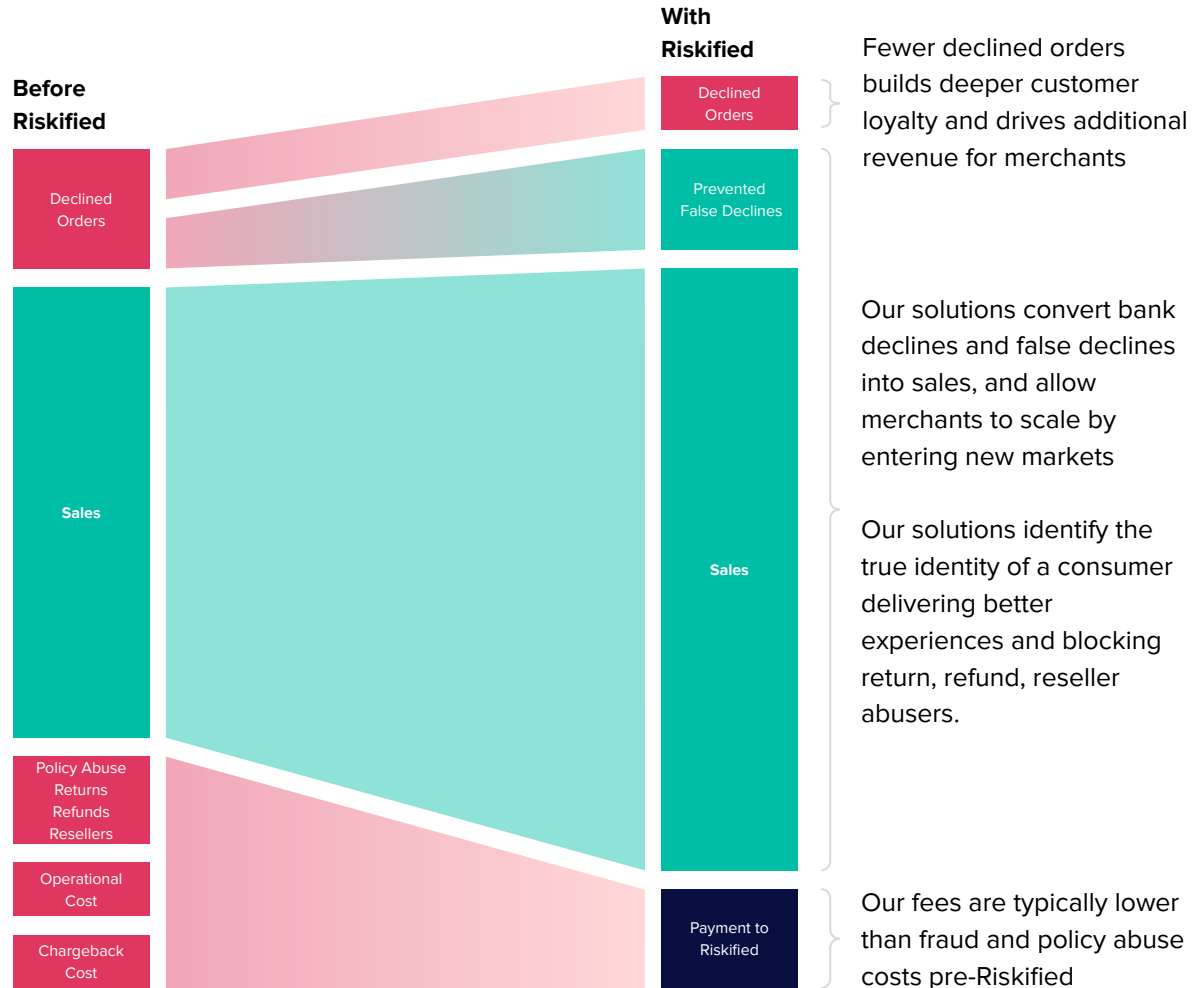 Before
Riskified
Declined
Orders
Sales
Policy Abuse
Returns
Refunds
Resellers
Operational
Cost
Chargeback
Cost
With
Riskified
Declined
Orders
Prevented
False Declines
Sales
Payment to
Riskified
Fewer declined orders
builds deeper customer
loyalty and drives additional
revenue for merchants
Our solutions convert bank
declines and false declines
into sales, and allow
merchants to scale by
entering new markets
Our solutions identify the
true identity of a consumer
delivering better
experiences and blocking
return, refund, reseller
abusers.
Our fees are typically lower
than fraud and policy abuse
costs pre-Riskified